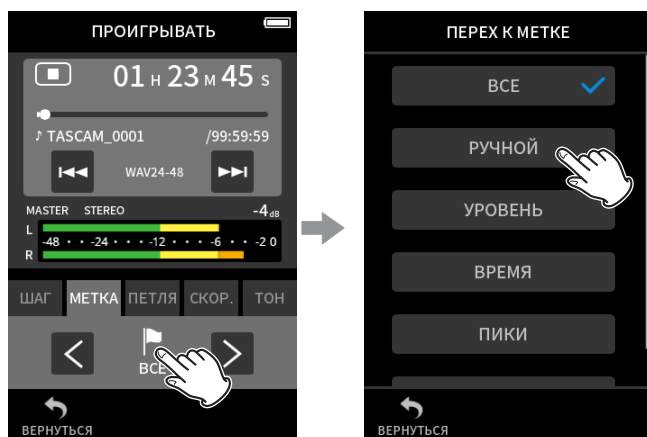 ПРОИГРЫВАТЬ
01 H 23 M 45 S
♪ TASCAM_0001 /99:59:59
WAV24-48
MASTER STEREO -4dB
L
-48 · · -24 · · · -12 · · · -6 · · -2 0
R
ШАГ МЕТКА ПЕТЛЯ СКОР. ТОН
ВСЕ
ВЕРНУТЬСЯ
ПЕРЕХ К МЕТКЕ
ВСЕ
РУЧНОЙ
УРОВЕНЬ
ВРЕМЯ
ПИКИ
ВЕРНУТЬСЯ